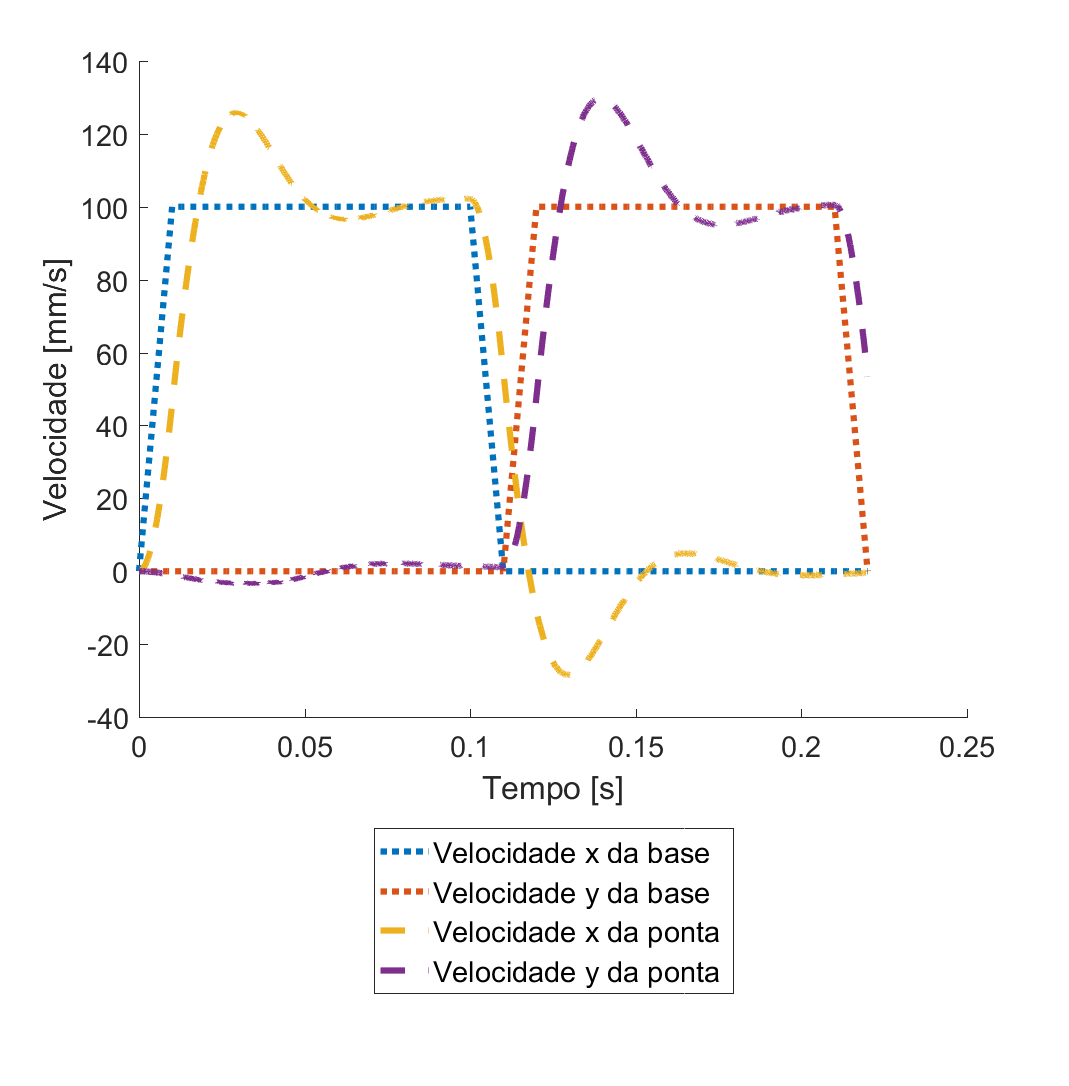 140
120
100
80
60
40
20
0
-20
-40
Velocidade [mm/s]
0 0.05 0.1 0.15 0.2 0.25
Tempo [s]
Velocidade x da base
Velocidade y da base
Velocidade x da ponta
Velocidade y da ponta